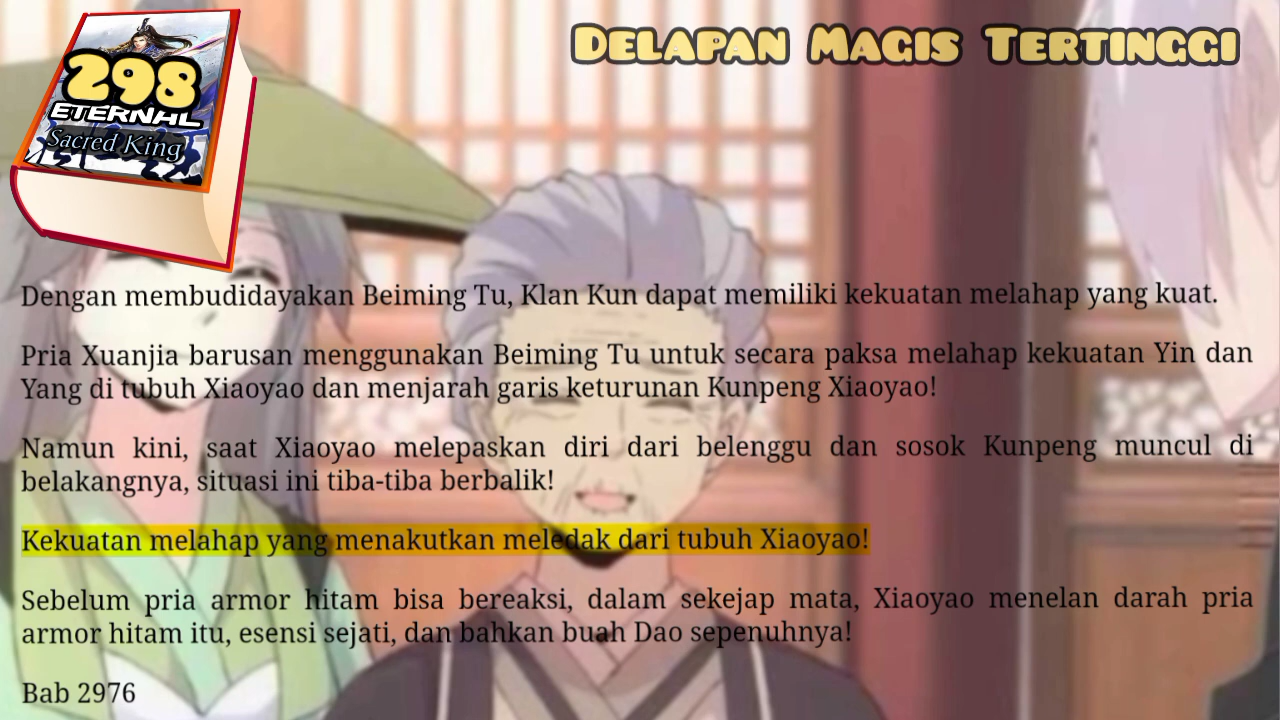 DELAPAN MAGIS TERTINGGI
298
ETERNAL
Sacred King
Dengan membudidayakan Beiming Tu, Klan Kun dapat memiliki kekuatan melahap yang kuat.
Pria Xuanjia barusan menggunakan Beiming Tu untuk secara paksa melahap kekuatan Yin dan
Yang di tubuh Xiaoyao dan menjarah garis keturunan Kunpeng Xiaoyao!
Namun kini, saat Xiaoyao melepaskan diri dari belenggu dan sosok Kunpeng muncul di
belakangnya, situasi ini tiba-tiba berbalik!
Kekuatan melahap yang menakutkan meledak dari tubuh Xiaoyao!
Sebelum pria armor hitam bisa bereaksi, dalam sekejap mata, Xiaoyao menelan darah pria
armor hitam itu, esensi sejati, dan bahkan buah Dao sepenuhnya!
Bab 2976